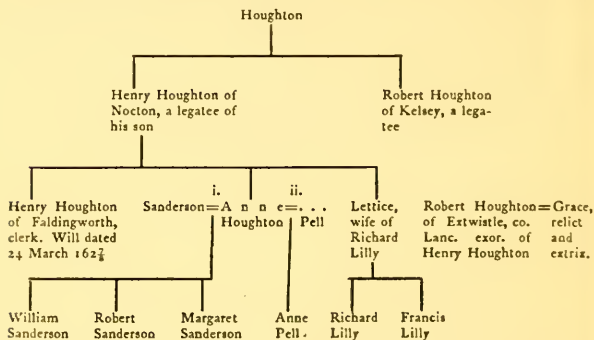 Houghton
Henry Houghton of
Nocton, a legatee of
his son
Robert Houghton
of Kelsey, a lega-
tee
i. ii.
Henry Houghton
of Faldingworth,
clerk. Will dated
24 March 162⅞
Sanderson=A n n e=. . .
Houghton Pell
Lettice,
wife of
Richard
Lilly
Robert Houghton=Grace,
of Extwistle, co. relict
Lanc. exor. of and
Henry Houghton extrix.
William
Sanderson
Robert
Sanderson
Margaret
Sanderson
Anne
Pell.
Richard
Lilly
Francis
Lilly